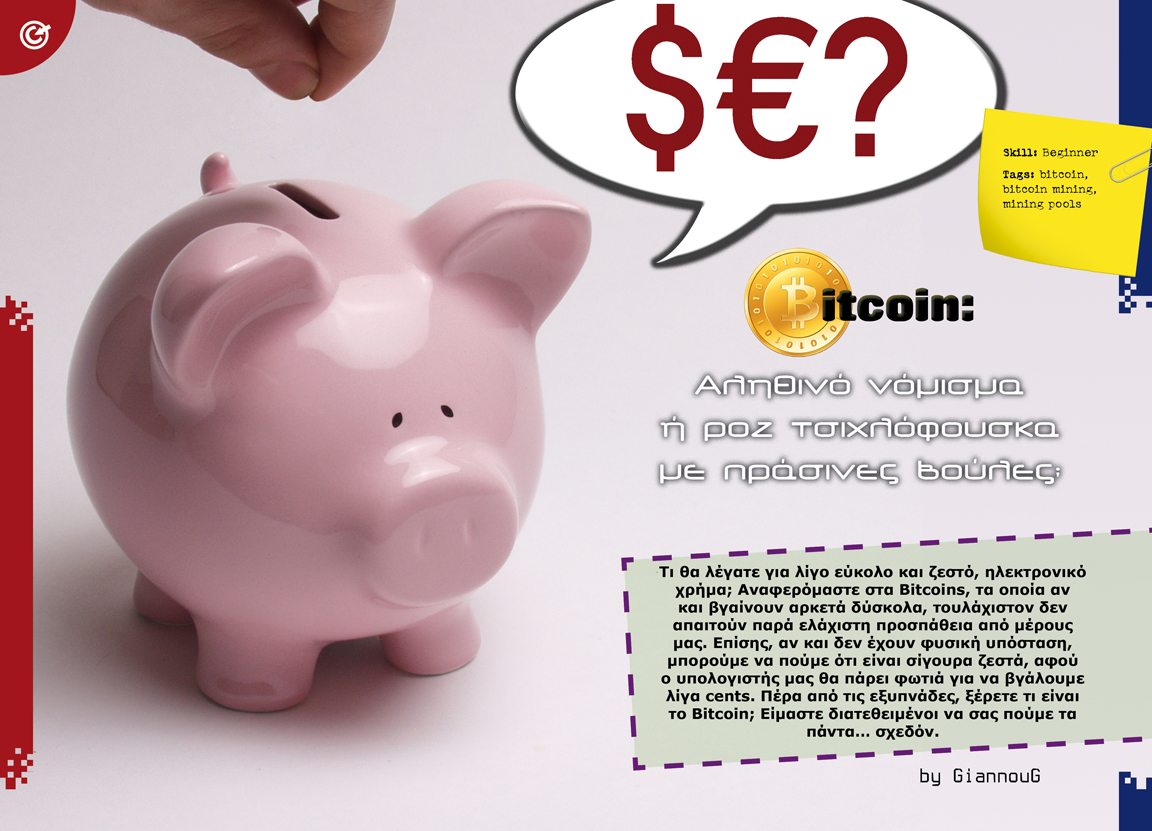 $€?
Skill: Beginner
Tags: bitcoin,
bitcoin mining,
mining pools
Bitcoin:
Αληθινό νόμισμα
ή ροζ τσιχλόφουσκα
με πράσινες βούλες;
Τι θα λέγατε για λίγο εύκολο και ζεστό, ηλεκτρονικό
χρήμα; Αναφερόμαστε στα Bitcoins, τα οποία αν
και βγαίνουν αρκετά δύσκολα, τουλάχιστον δεν
απαιτούν παρά ελάχιστη προσπάθεια από μέρους
μας. Επίσης, αν και δεν έχουν φυσική υπόσταση,
μπορούμε να πούμε ότι είναι σίγουρα ζεστά, αφού
ο υπολογιστής μας θα πάρει φωτιά για να βγάλουμε
λίγα cents. Πέρα από τις εξυπνάδες, ξέρετε τι είναι
το Bitcoin; Είμαστε διατεθειμένοι να σας πούμε τα
πάντα... σχεδόν.
by GiannouG